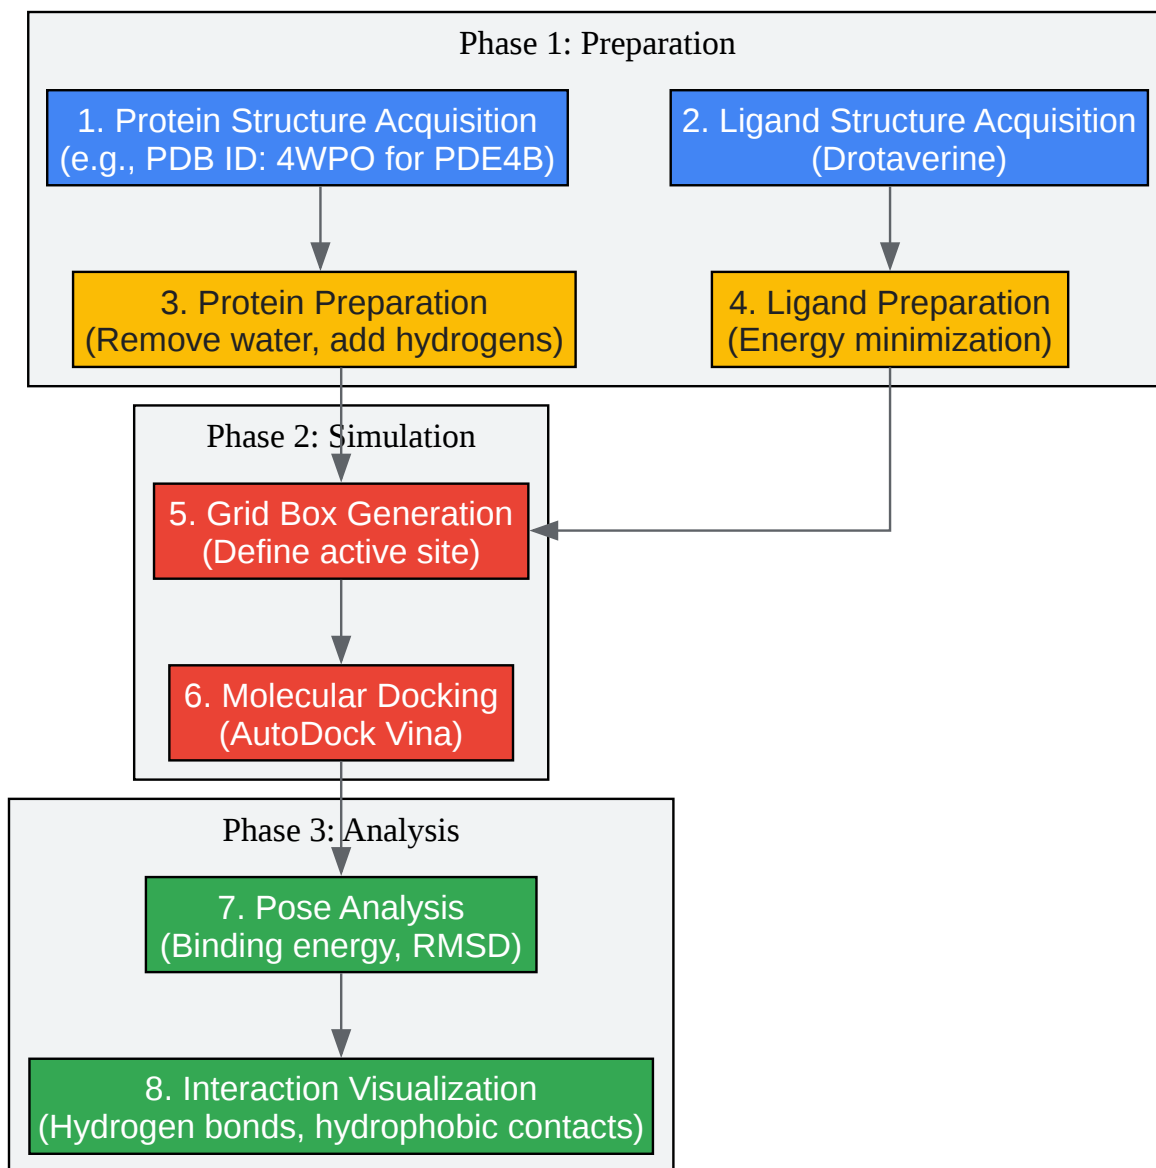 Phase 1: Preparation
1. Protein Structure Acquisition
(e.g., PDB ID: 4WPO for PDE4B)
2. Ligand Structure Acquisition
(Drotaverine)
3. Protein Preparation
(Remove water, add hydrogens)
4. Ligand Preparation
(Energy minimization)
Phase 2: Simulation
5. Grid Box Generation
(Define active site)
6. Molecular Docking
(AutoDock Vina)
Phase 3: Analysis
7. Pose Analysis
(Binding energy, RMSD)
8. Interaction Visualization
(Hydrogen bonds, hydrophobic contacts)